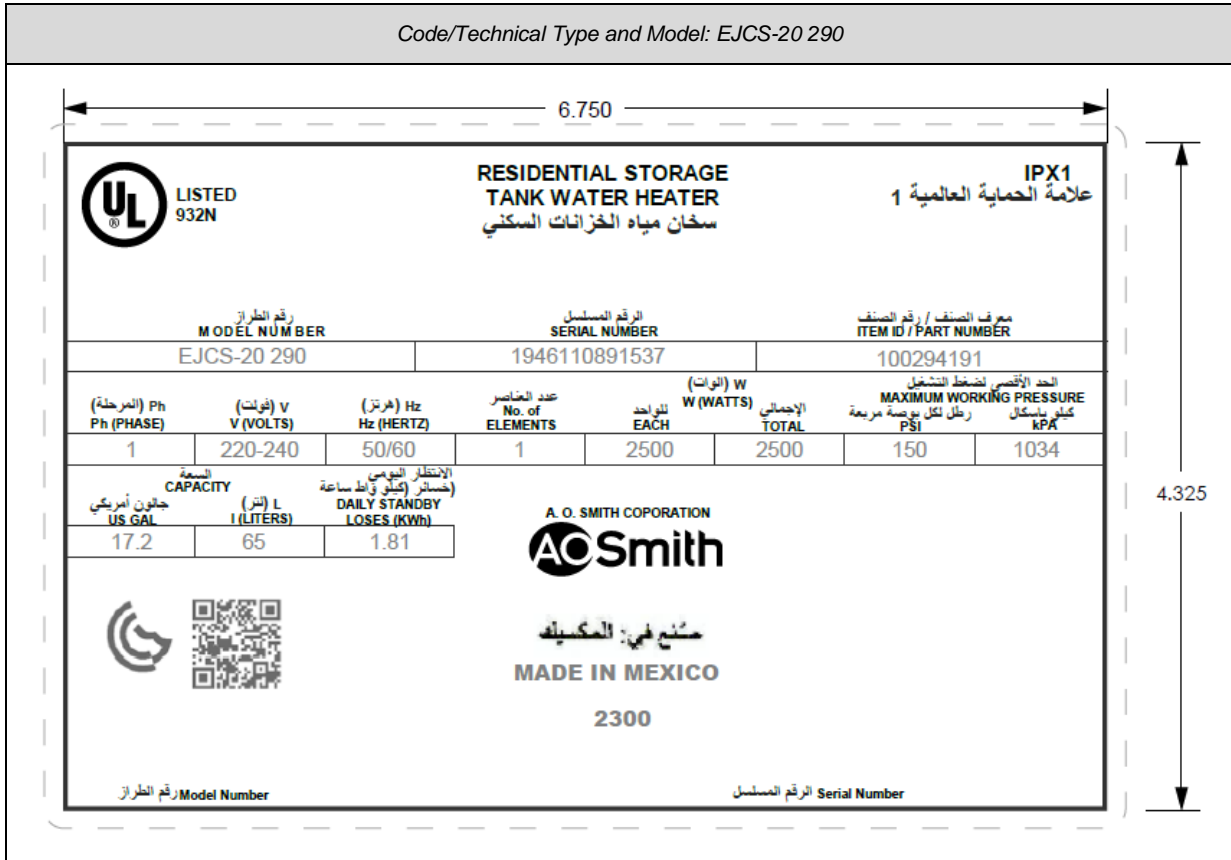 Code/Technical Type and Model: EJCS-20 290
6.750
UL
®
LISTED
932N
RESIDENTIAL STORAGE
TANK WATER HEATER
سخان مياه الخزانات السكني
IPX1
علامة الحماية العالمية 1
رقم الطراز
MODEL NUMBER
الرقم المسلسل
SERIAL NUMBER
معرف الصنف / رقم الصنف
ITEM ID / PART NUMBER
EJCS-20 290
1946110891537
100294191
Ph (المرحلة)
Ph (PHASE)
V (فولت)
V (VOLTS)
Hz (هرتز)
Hz (HERTZ)
عدد العناصر
No. of
ELEMENTS
W (الوات)
W (WATTS)
للواحد
EACH
الإجمالي
TOTAL
الحد الأقصي لضغط التشغيل
MAXIMUM WORKING PRESSURE
رطل لكل بوصة مربعة
PSI
كيلو باسكال
kPA
1
220-240
50/60
1
2500
2500
150
1034
السعة
CAPACITY
جالون أمريكي
US GAL
L (لتر)
l (LITERS)
الانتظار اليومي
(خسائر (كيلو واط ساعة
DAILY STANDBY
LOSES (KWh)
17.2
65
1.81
A. O. SMITH COPORATION
AO Smith
صنع في: المكسيك
MADE IN MEXICO
2300
رقم الطراز Model Number
الرقم المسلسل Serial Number
4.325